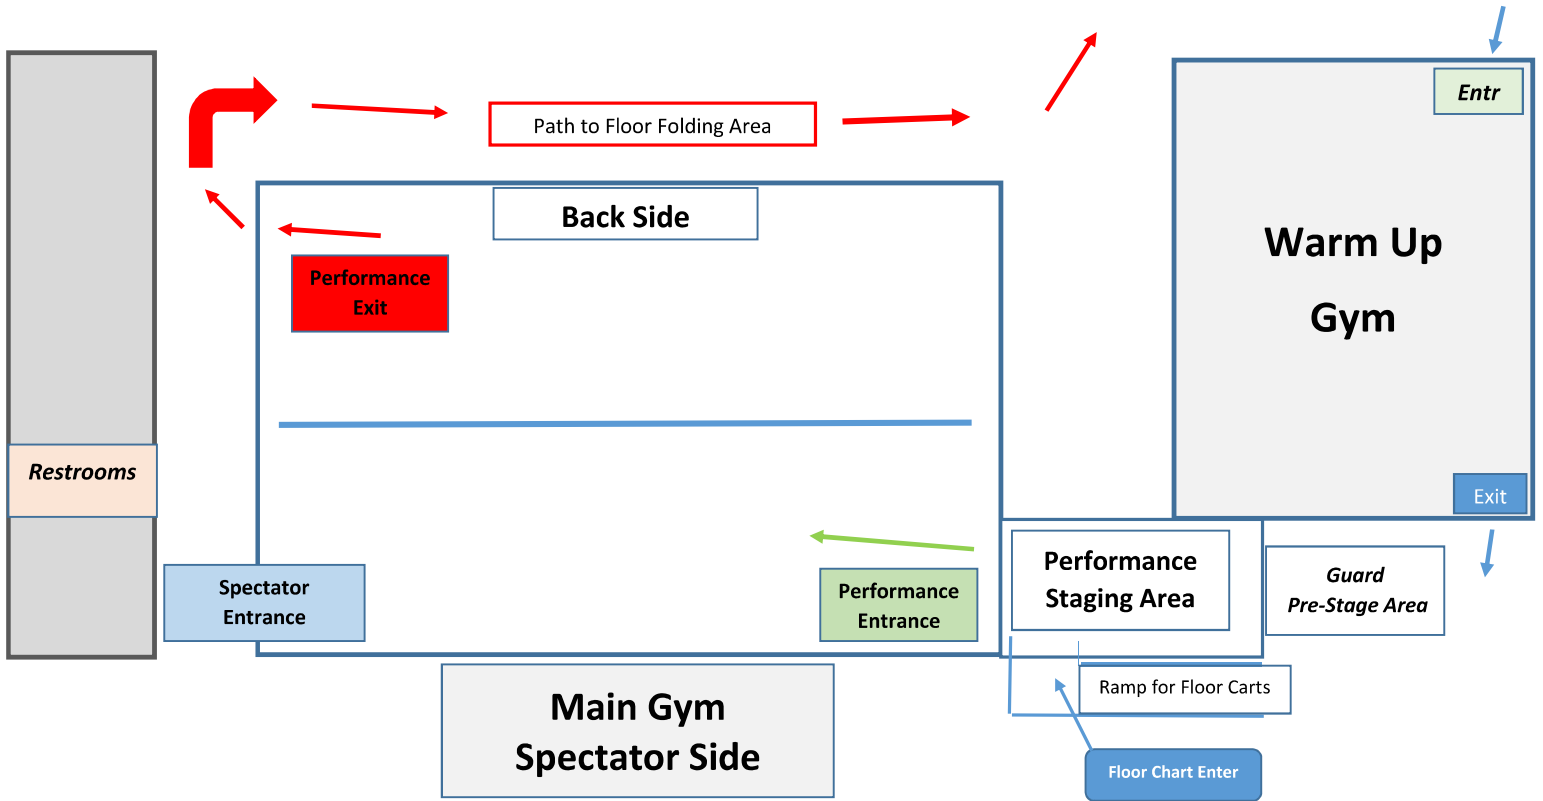 Entr
Path to Floor Folding Area
Back Side
Warm Up
Gym
Performance
Exit
Restrooms
Exit
Performance
Staging Area
Guard
Pre-Stage Area
Spectator
Entrance
Performance
Entrance
Ramp for Floor Carts
Main Gym
Spectator Side
Floor Chart Enter